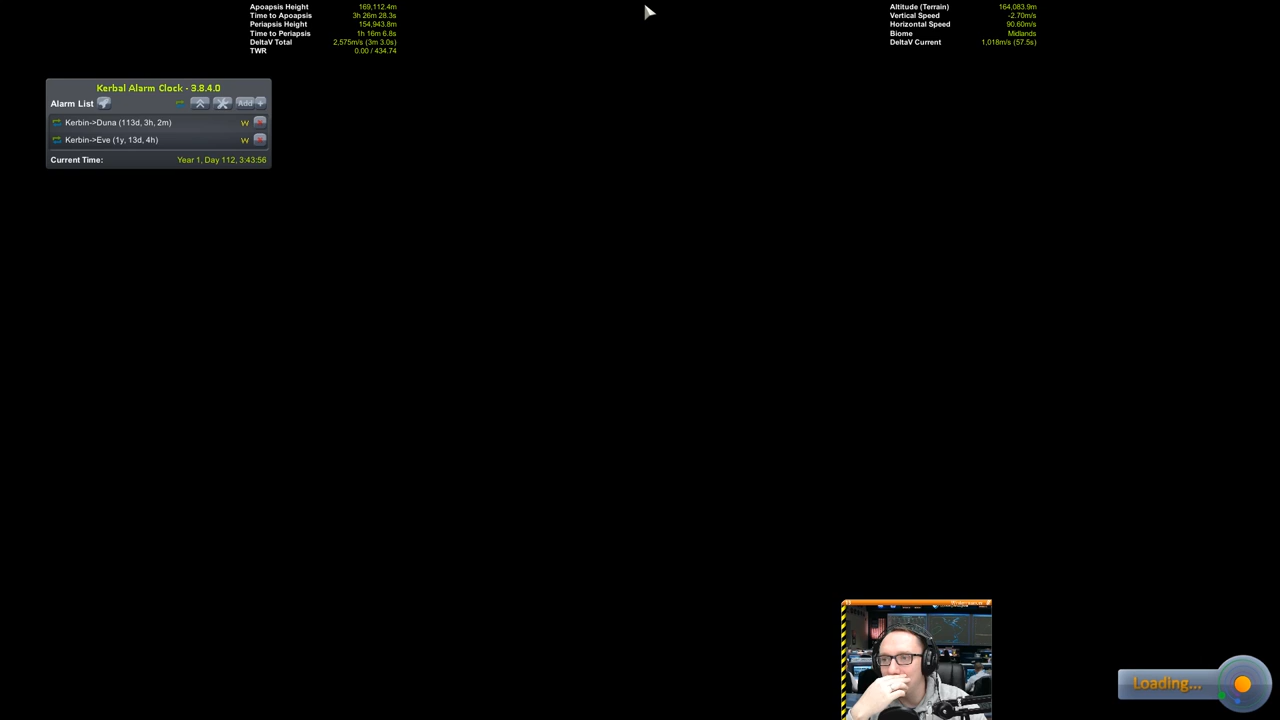 Apoapsis Height 169,112.4m
Time to Apoapsis 3h 26m 28.3s
Periapsis Height 154,943.8m
Time to Periapsis 1h 16m 6.8s
DeltaV Total 2,575m/s (3m 3.0s)
TWR 0.00 / 434.74
Altitude (Terrain) 164,083.9m
Vertical Speed -2.70m/s
Horizontal Speed 90.60m/s
Biome Midlands
DeltaV Current 1,018m/s (57.5s)
Kerbal Alarm Clock - 3.8.4.0
Alarm List Add +
Kerbin->Duna (113d, 3h, 2m)
Kerbin->Eve (1y, 13d, 4h)
Current Time: Year 1, Day 112, 3:43:56
Loading...